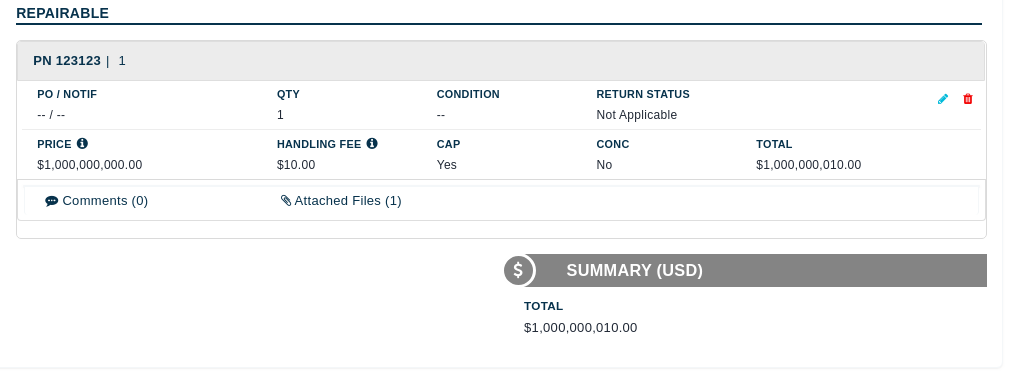 REPAIRABLE
PN 123123 | 1
PO / NOTIF QTY CONDITION RETURN STATUS
-- / -- 1 -- Not Applicable
PRICE HANDLING FEE CAP CONC TOTAL
$1,000,000,000.00 $10.00 Yes No $1,000,000,010.00
Comments (0) Attached Files (1)
$ SUMMARY (USD)
TOTAL
$1,000,000,010.00